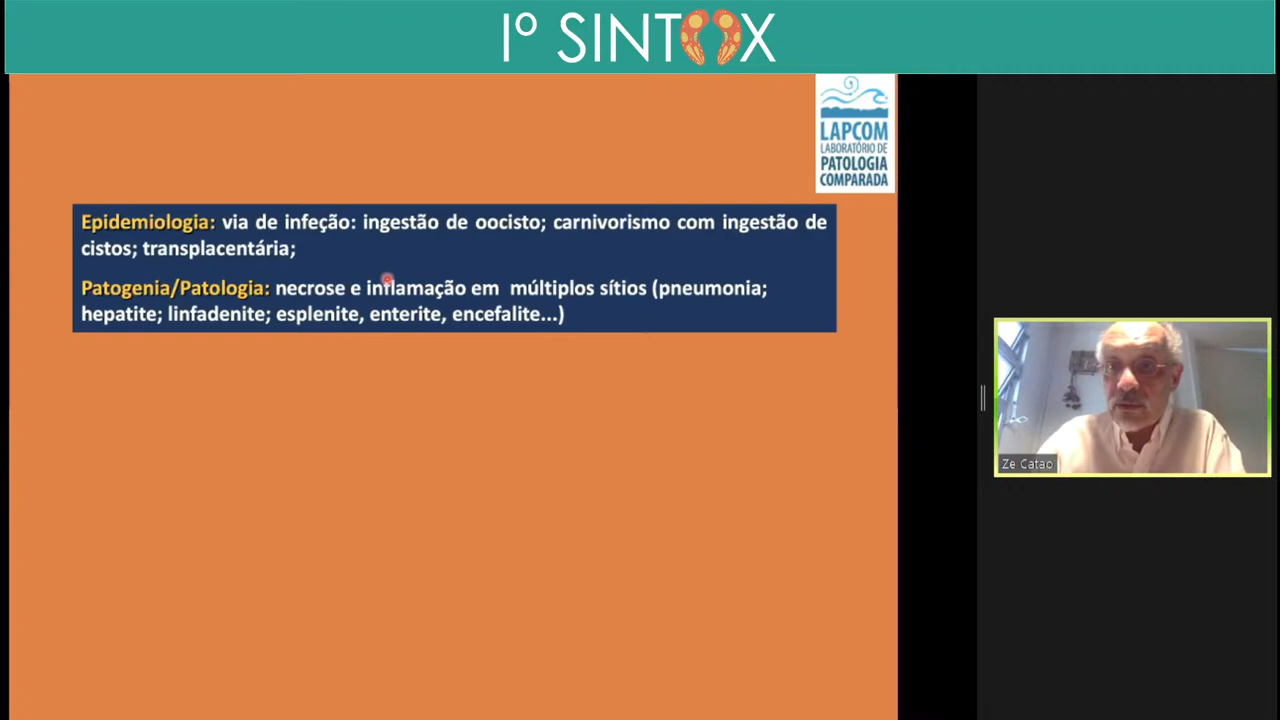 Iº SINTOX
LAPCOM
LABORATÓRIO DE
PATOLOGIA
COMPARADA
Epidemiologia: via de infeção: ingestão de oocisto; carnivorismo com ingestão de
cistos; transplacentária;
Patogenia/Patologia: necrose e inflamação em múltiplos sítios (pneumonia;
hepatite; linfadenite; esplenite, enterite, encefalite...)
Ze Catao